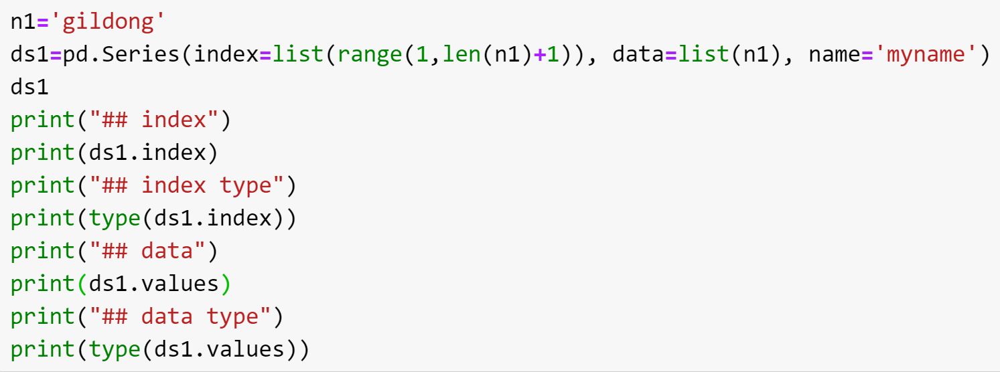 n1='gildong'
ds1=pd.Series(index=list(range(1,len(n1)+1)), data=list(n1), name='myname')
ds1
print("## index")
print(ds1.index)
print("## index type")
print(type(ds1.index))
print("## data")
print(ds1.values)
print("## data type")
print(type(ds1.values))